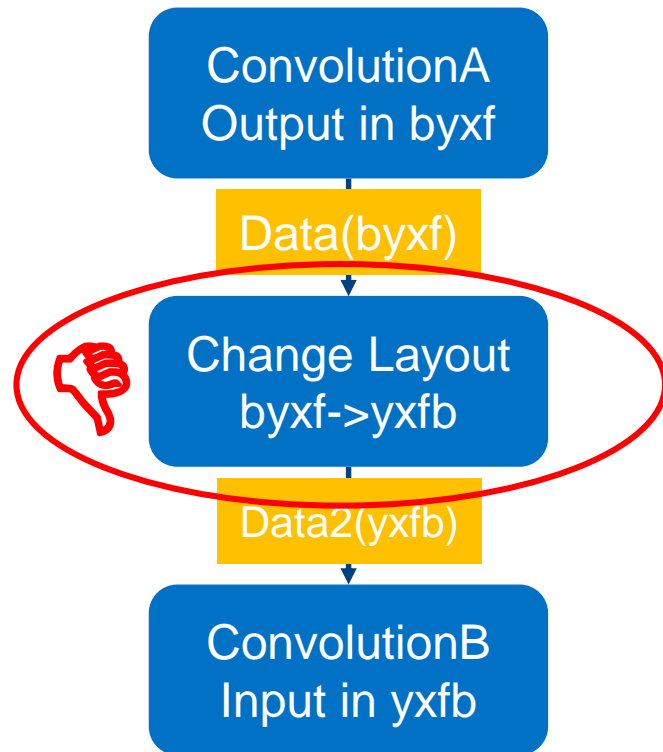 ConvolutionA
Output in byxf
Data(byxf)
Change Layout
byxf->yxfb
Data2(yxfb)
ConvolutionB
Input in yxfb